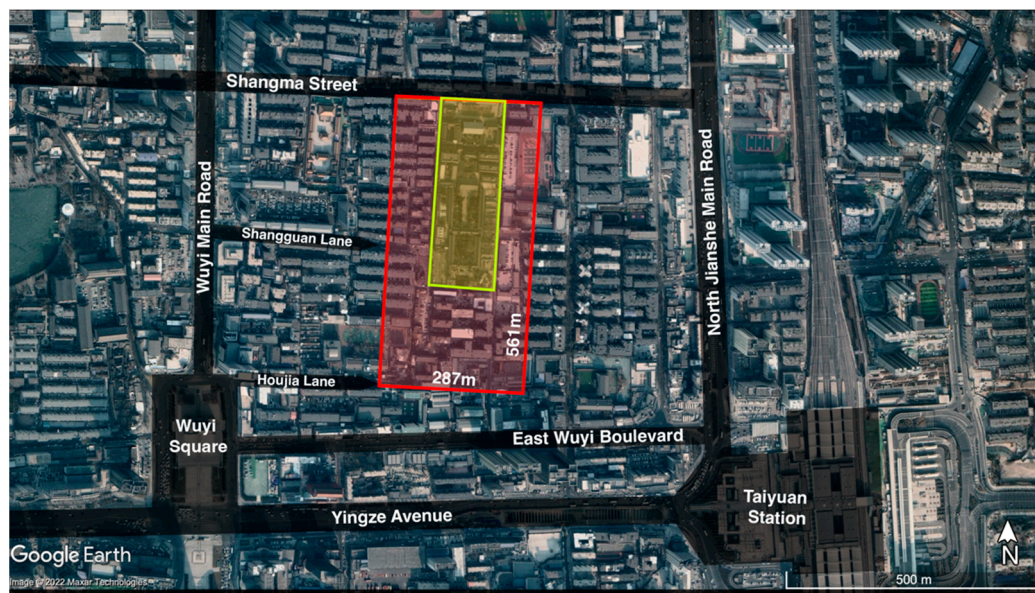 Shangma Street
Wuyi Main Road
North Jianshe Main Road
Shangguan Lane
561m
287m
Houjia Lane
Wuyi
Square
East Wuyi Boulevard
Yingze Avenue
Taiyuan
Station
Google Earth
N
Image © 2022 Maxar Technologies
500 m